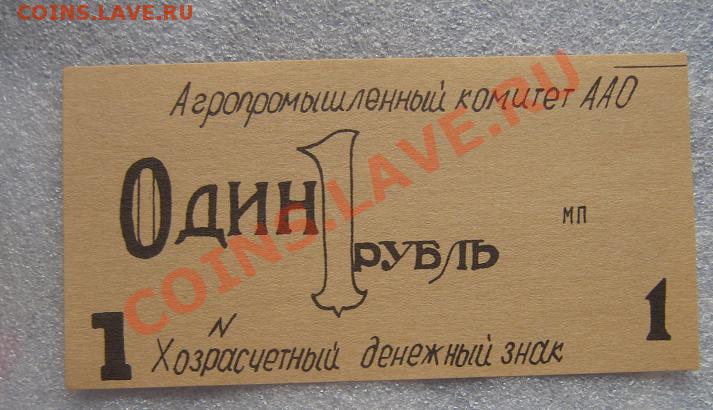 COINS.LAVE.RU
Агропромышленный комитет ААО
Один 1 рубль
МП
1 1
N
Хозрасчетный денежный знак
COINS.LAVE.RU